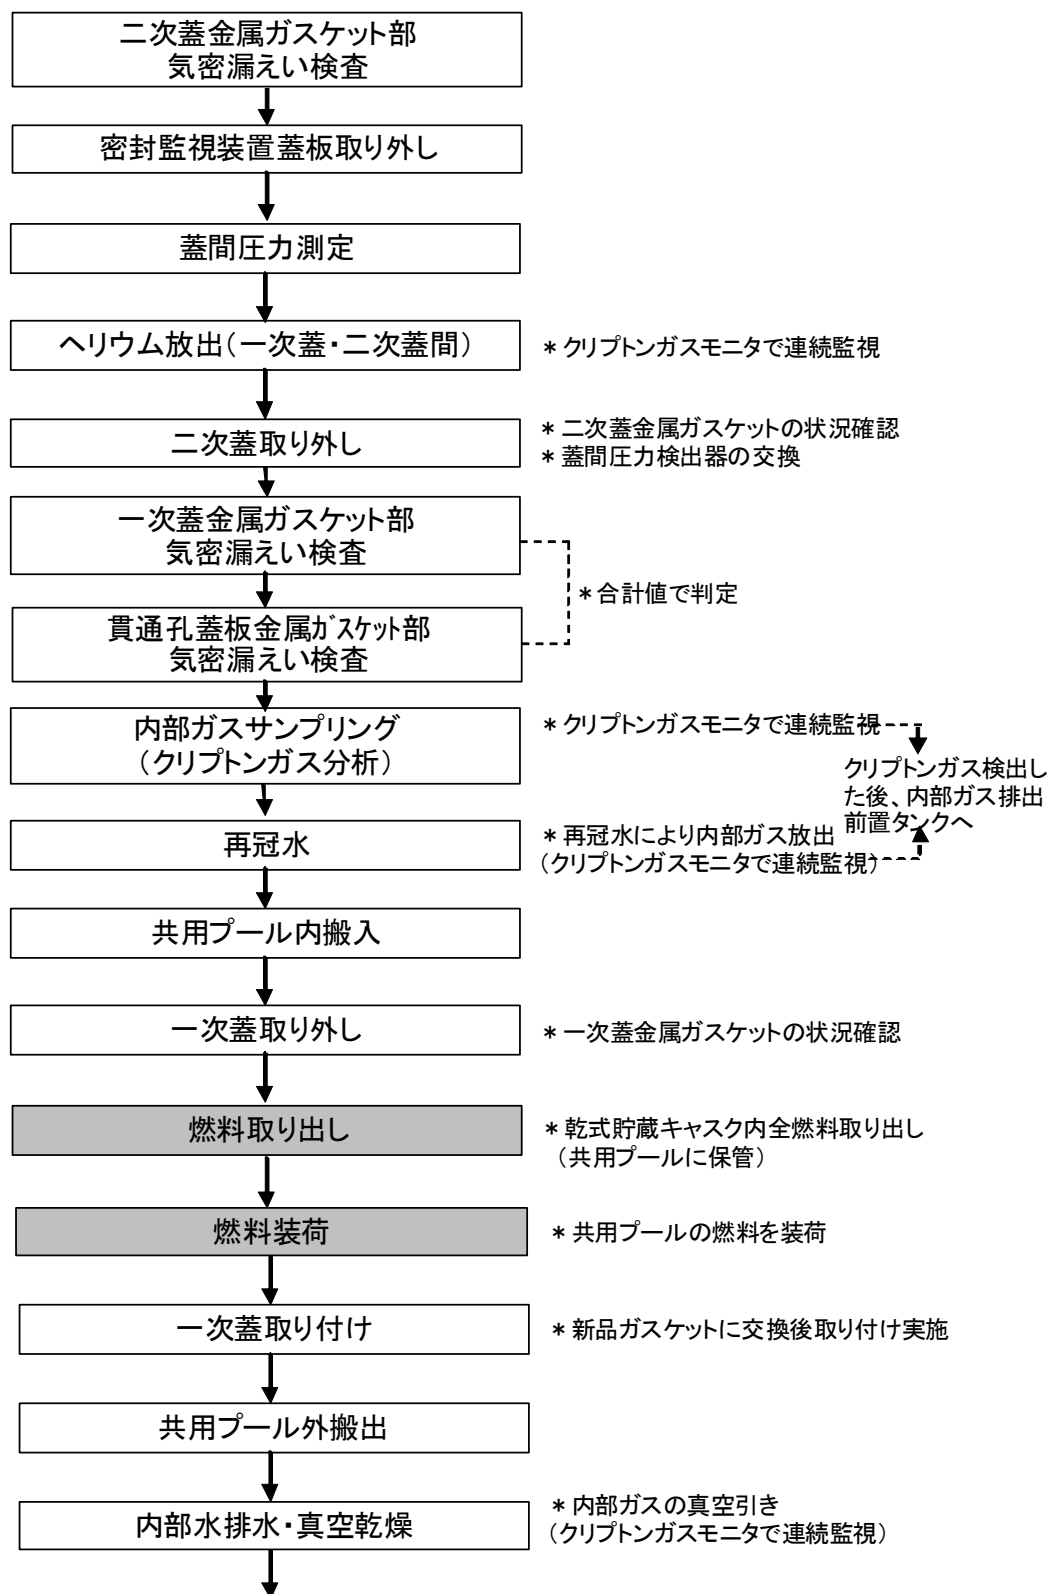 二次蓋金属ガスケット部
気密漏えい検査
密封監視装置蓋板取り外し
蓋間圧力測定
ヘリウム放出(一次蓋・二次蓋間)
＊クリプトンガスモニタで連続監視
二次蓋取り外し
＊二次蓋金属ガスケットの状況確認
＊蓋間圧力検出器の交換
一次蓋金属ガスケット部
気密漏えい検査
＊合計値で判定
貫通孔蓋板金属ｶﾞｽｹｯﾄ部
気密漏えい検査
内部ガスサンプリング
(クリプトンガス分析)
＊クリプトンガスモニタで連続監視
クリプトンガス検出し
た後、内部ガス排出
前置タンクへ
再冠水
＊再冠水により内部ガス放出
(クリプトンガスモニタで連続監視)
共用プール内搬入
一次蓋取り外し
＊一次蓋金属ガスケットの状況確認
燃料取り出し
＊乾式貯蔵キャスク内全燃料取り出し
(共用プールに保管)
燃料装荷
＊共用プールの燃料を装荷
一次蓋取り付け
＊新品ガスケットに交換後取り付け実施
共用プール外搬出
内部水排水・真空乾燥
＊内部ガスの真空引き
(クリプトンガスモニタで連続監視)